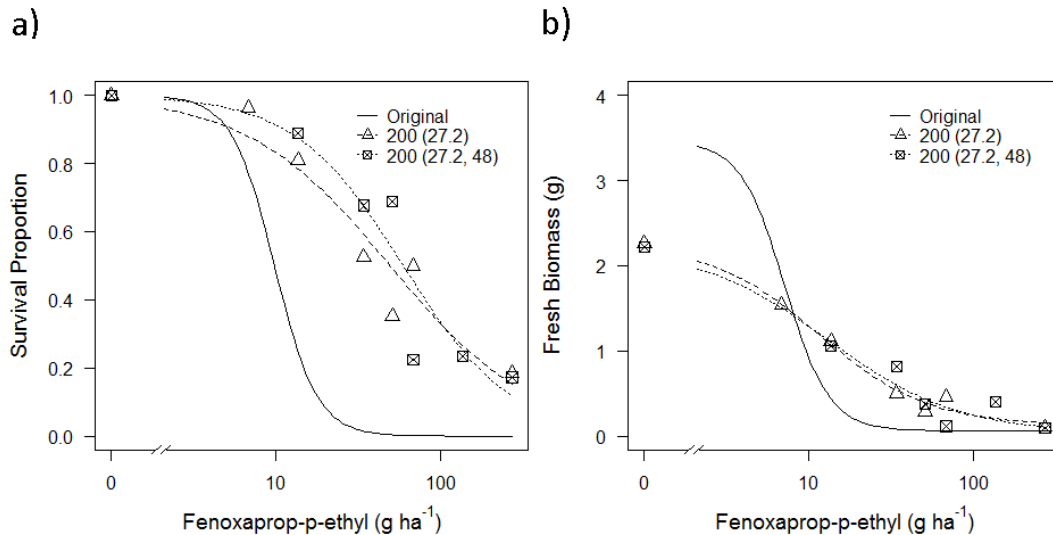 a)
Survival Proportion
1.0
0.8
0.6
0.4
0.2
0.0
Original
200 (27.2)
200 (27.2, 48)
0
10
100
Fenoxaprop-p-ethyl (g ha⁻¹)
b)
Fresh Biomass (g)
4
3
2
1
0
Original
200 (27.2)
200 (27.2, 48)
0
10
100
Fenoxaprop-p-ethyl (g ha⁻¹)